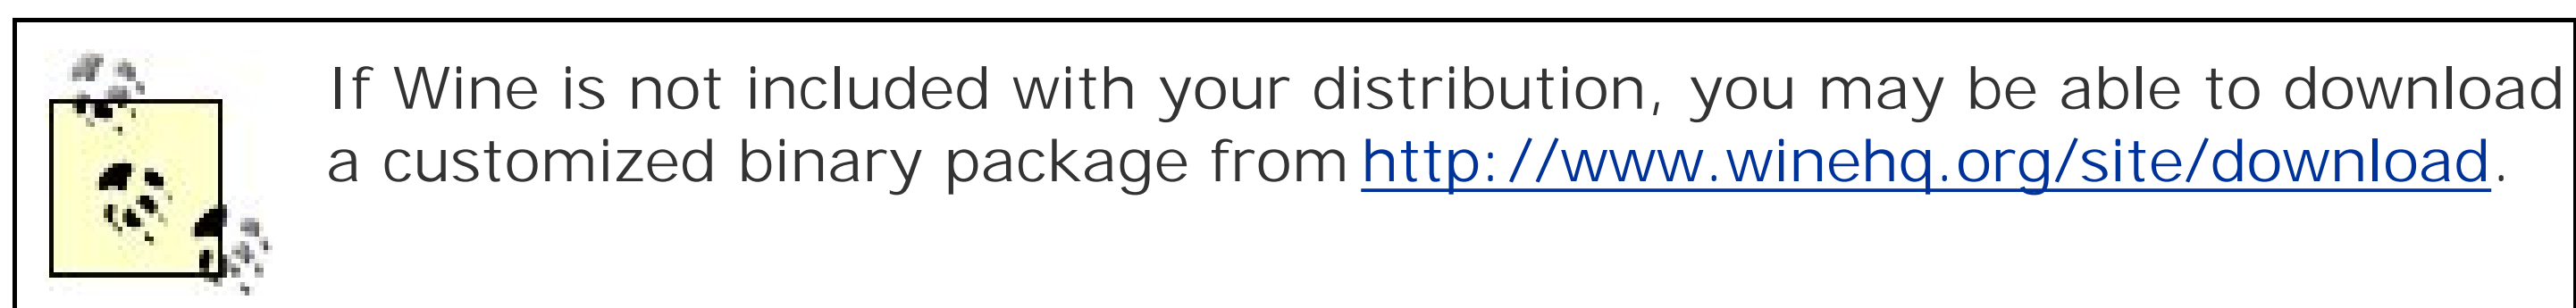 If Wine is not included with your distribution, you may be able to download
a customized binary package from http://www.winehq.org/site/download.